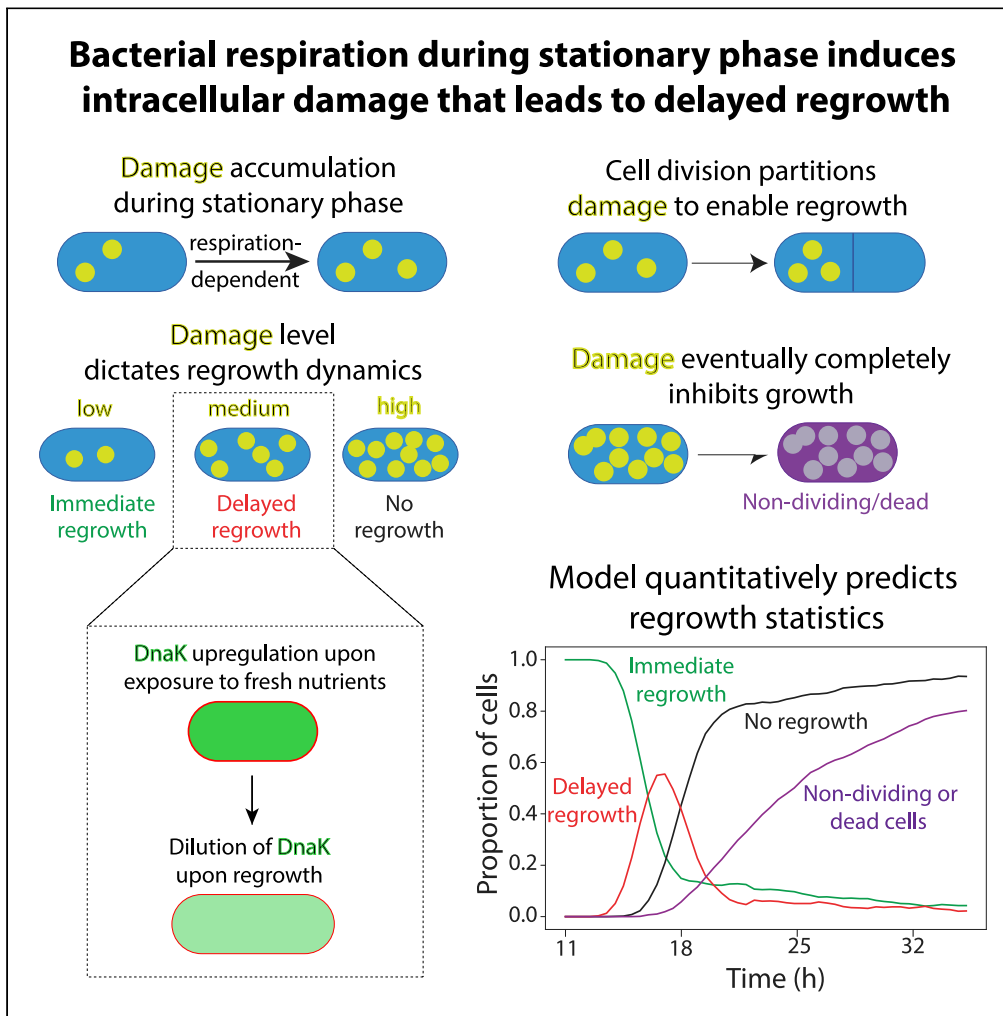 Bacterial respiration during stationary phase induces
intracellular damage that leads to delayed regrowth
Damage accumulation
during stationary phase
respiration-
dependent
Damage level
dictates regrowth dynamics
low
medium
high
Immediate
regrowth
Delayed
regrowth
No
regrowth
DnaK upregulation upon
exposure to fresh nutrients
Dilution of DnaK
upon regrowth
Cell division partitions
damage to enable regrowth
Damage eventually completely
inhibits growth
Non-dividing/dead
Model quantitatively predicts
regrowth statistics
Proportion of cells
1.0
0.8
0.6
0.4
0.2
0.0
Immediate
regrowth
No regrowth
Delayed
regrowth
Non-dividing or
dead cells
11
18
25
32
Time (h)